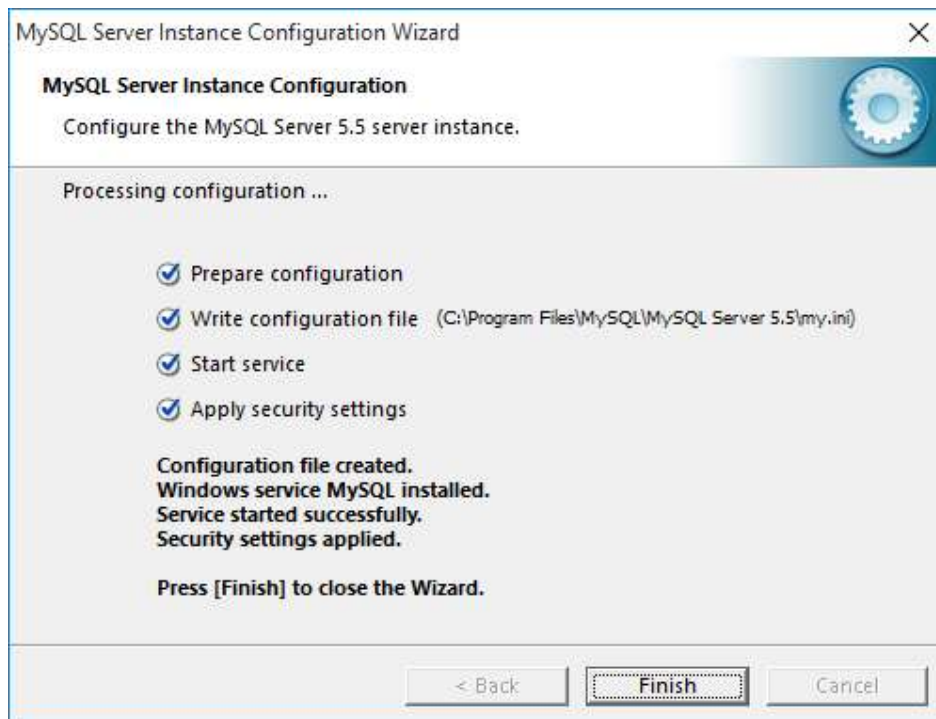 MySQL Server Instance Configuration Wizard
MySQL Server Instance Configuration
Configure the MySQL Server 5.5 server instance.
Processing configuration ...
Prepare configuration
Write configuration file (C:\Program Files\MySQL\MySQL Server 5.5\my.ini)
Start service
Apply security settings
Configuration file created.
Windows service MySQL installed.
Service started successfully.
Security settings applied.
Press [Finish] to close the Wizard.
< Back Finish Cancel